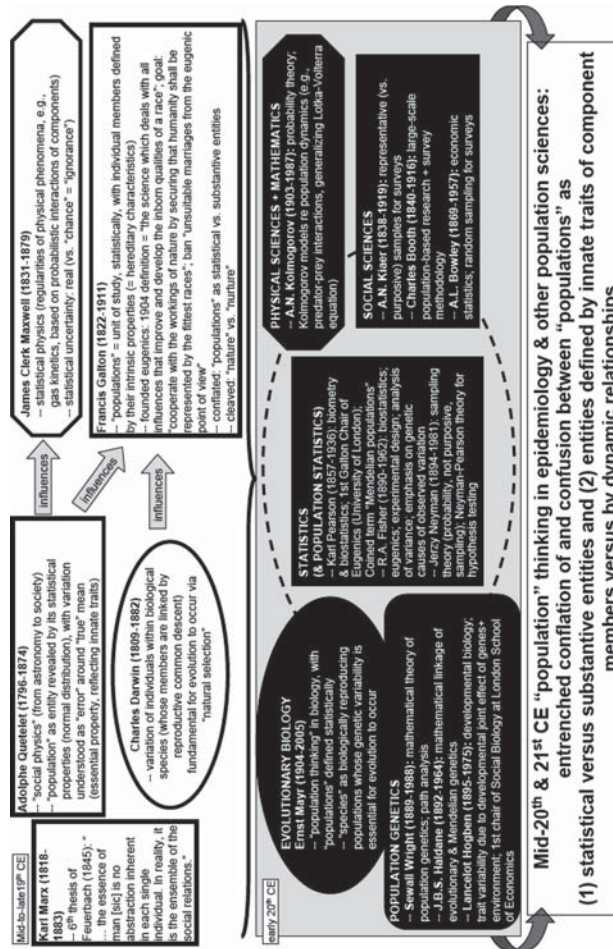 Mid-to-late19th CE
Karl Marx (1818-
1883)
-- 6th thesis of
Feuerbach (1845): "
... the essence of
man [sic] is no
abstraction inherent
in each single
individual. In reality, it
is the ensemble of the
social relations."
Adolphe Quetelet (1796-1874)
-- "social physics" (from astronomy to society)
-- "population" as entity revealed by its statistical
properties (normal distribution), with variation
understood as "error" around "true" mean
(essential property, reflecting innate traits)
Charles Darwin (1809-1882)
-- variation of individuals within biological
species (whose members are linked by
reproductive common descent)
fundamental for evolution to occur via
"natural selection"
influences
influences
influences
James Clerk Maxwell (1831-1879)
-- statistical physics (regularities of physical phenomena, e.g.,
gas kinetics, based on probabilistic interactions of components)
-- statistical uncertainty: real (vs. "chance" = "ignorance")
Francis Galton (1822-1911)
-- "populations" = unit of study, statistically, with individual members defined
by their intrinsic properties (= hereditary characteristics)
-- founded eugenics: 1904 definition = "the science which deals with all
influences that improve and develop the inborn qualities of a race"; goal:
"cooperate with the workings of nature by securing that humanity shall be
represented by the fittest races"; ban "unsuitable marriages from the eugenic
point of view"
-- conflated: "populations" as statistical vs. substantive entities
-- cleaved: "nature" vs. "nurture"
early 20th CE
EVOLUTIONARY BIOLOGY
Ernst Mayr (1904-2005)
-- "population thinking" in biology, with
"populations" defined statistically
-- "species" as biologically reproducing
populations whose genetic variability is
essential for evolution to occur
POPULATION GENETICS
-- Sewall Wright (1889-1988): mathematical theory of
population genetics; path analysis
-- J.B.S. Haldane (1892-1964): mathematical linkage of
evolutionary & Mendelian genetics
-- Lancelot Hogben (1895-1975): developmental biology;
trait variability due to developmental joint effect of genes+
environment; 1st chair of Social Biology at London School
of Economics
STATISTICS
(& POPULATION STATISTICS)
-- Karl Pearson (1857-1936): biometry
& biostatistics; 1st Galton Chair of
Eugenics (University of London);
Coined term "Mendelian populations"
-- R.A. Fisher (1890-1962): biostatistics;
eugenics; experimental design; analysis
of variance, emphasis on genetic
causes of observed variation
-- Jerzy Neyman (1894-1981): sampling
theory (probability, not purposive,
sampling); Neyman-Pearson theory for
hypothesis testing
PHYSICAL SCIENCES + MATHEMATICS
-- A.N. Kolmogorov (1903-1987): probability theory;
Kolmogorov models re population dynamics (e.g.,
predator-prey interactions, generalizing Lotka-Volterra
equation)
SOCIAL SCIENCES
-- A.N. Kiaer (1838-1919): representative (vs.
purposive) samples for surveys
-- Charles Booth (1840-1916): large-scale
population-based research + survey
methodology
-- A.L. Bowley (1869-1957): economic
statistics, random sampling for surveys
Mid-20th & 21st CE "population" thinking in epidemiology & other population sciences:
entrenched conflation of and confusion between "populations" as
(1) statistical versus substantive entities and (2) entities defined by innate traits of component
members versus by dynamic relationships